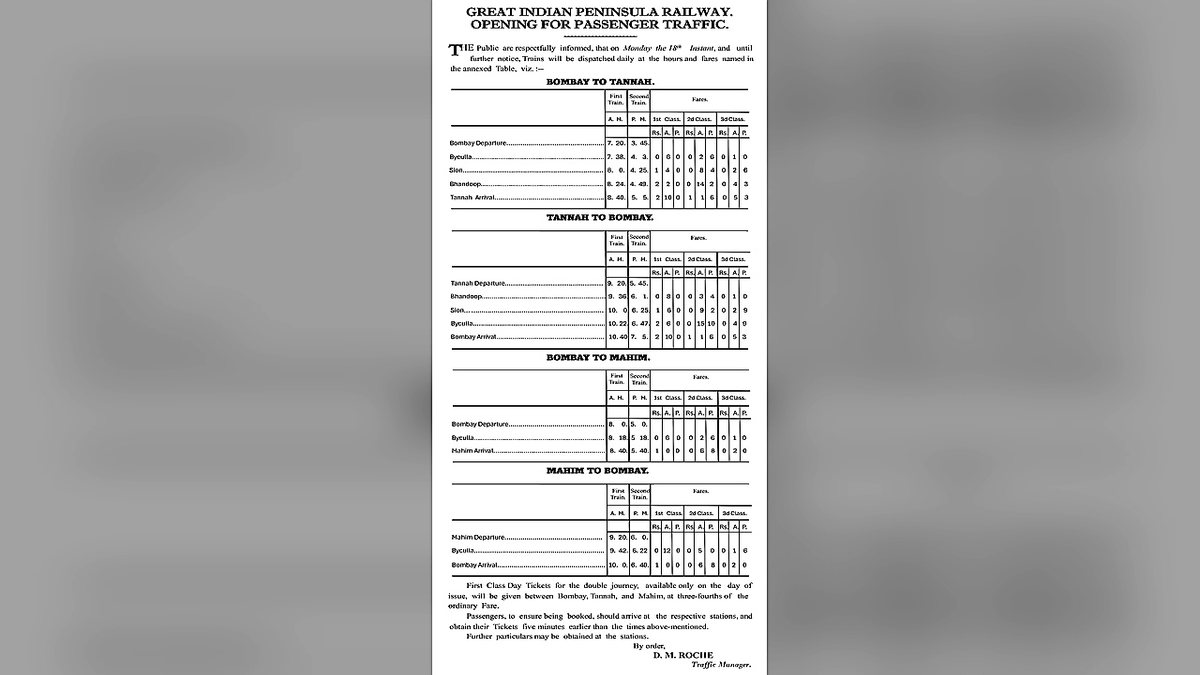 GREAT INDIAN PENINSULA RAILWAY.
OPENING FOR PASSENGER TRAFFIC.
THE Public are respectfully informed, that on Monday the 18th Instant, and until
further notice, Trains will be dispatched daily at the hours and fares named in
the annexed Table, viz. :—
BOMBAY TO TANNAH.
First Train. Second Train. Fares.
A. M. P. M. 1st Class. 2d Class. 3d Class.
Rs. A. P. Rs. A. P. Rs. A. P.
Bombay Departure 7. 20. 3. 45.
Byculla 7. 38. 4. 3. 0 6 0 0 2 6 0 1 0
Sion 8. 0. 4. 25. 1 4 0 0 8 4 0 2 6
Bhandoop 8. 24. 4. 49. 2 2 0 0 14 2 0 4 3
Tannah Arrival 8. 40. 5. 5. 2 10 0 1 1 6 0 5 3
TANNAH TO BOMBAY.
First Train. Second Train. Fares.
A. M. P. M. 1st Class. 2d Class. 3d Class.
Rs. A. P. Rs. A. P. Rs. A. P.
Tannah Departure 9. 20. 5. 45.
Bhandoop 9. 36. 6. 1. 0 8 0 0 3 4 0 1 0
Sion 10. 0 6. 25. 1 6 0 0 9 2 0 2 9
Byculla 10. 22. 6. 47. 2 6 0 0 15 10 0 4 9
Bombay Arrival 10. 40 7. 5. 2 10 0 1 1 6 0 5 3
BOMBAY TO MAHIM.
First Train. Second Train. Fares.
A. M. P. M. 1st Class. 2d Class. 3d Class.
Rs. A. P. Rs. A. P. Rs. A. P.
Bombay Departure 8. 0. 5. 0.
Byculla 8. 18. 5 18. 0 6 0 0 2 6 0 1 0
Mahim Arrival 8. 40. 5. 40. 1 0 0 0 6 8 0 2 0
MAHIM TO BOMBAY.
First Train. Second Train. Fares.
A. M. P. M. 1st Class. 2d Class. 3d Class.
Rs. A. P. Rs. A. P. Rs. A. P.
Mahim Departure 9. 20. 6. 0.
Byculla 9. 42. 6. 22 0 12 0 0 5 0 0 1 6
Bombay Arrival 10. 0. 6. 40. 1 0 0 0 6 8 0 2 0
First Class Day Tickets for the double journey, available only on the day of
issue, will be given between Bombay, Tannah, and Mahim, at three-fourths of the
ordinary Fare.
Passengers, to ensure being booked, should arrive at the respective stations, and
obtain their Tickets five minutes earlier than the times above-mentioned.
Further particulars may be obtained at the stations.
By order,
D. M. ROCHE
Traffic Manager.